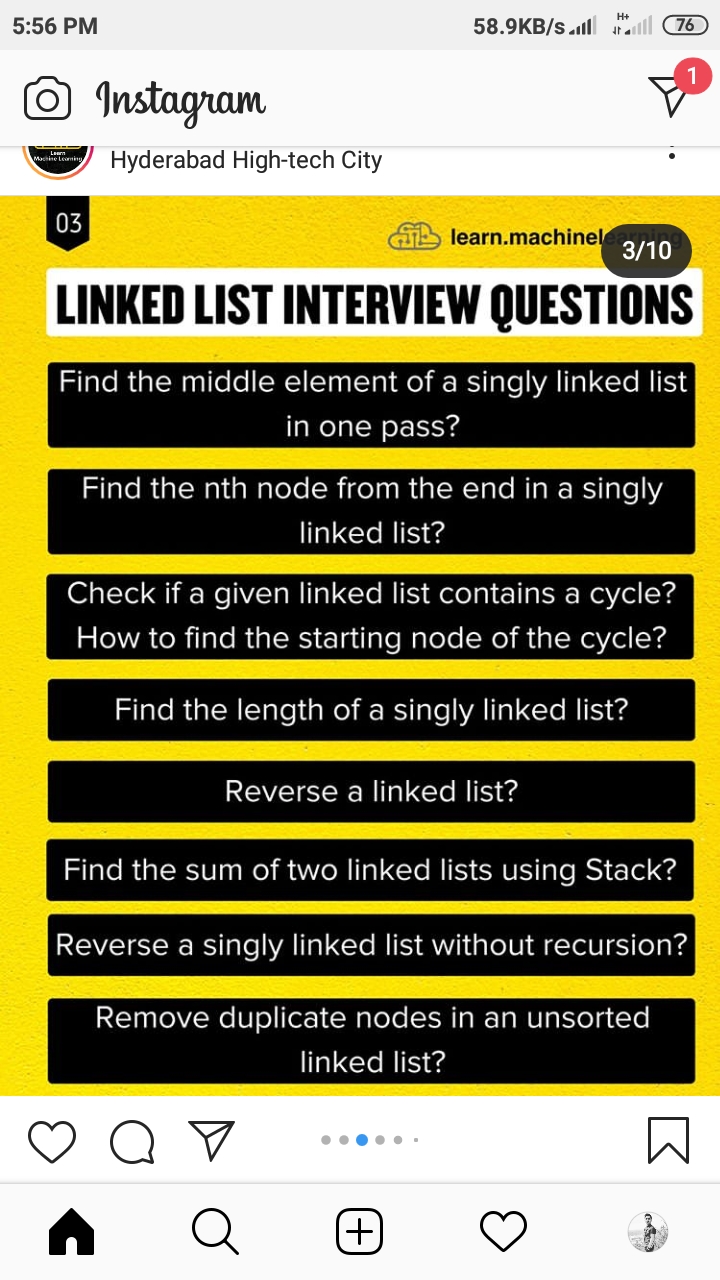 5:56 PM
58.9KB/s
H+
76
Instagram
1
Learn
Machine Learning
Hyderabad High-tech City
03
learn.machinelearning
3/10
LINKED LIST INTERVIEW QUESTIONS
Find the middle element of a singly linked list
in one pass?
Find the nth node from the end in a singly
linked list?
Check if a given linked list contains a cycle?
How to find the starting node of the cycle?
Find the length of a singly linked list?
Reverse a linked list?
Find the sum of two linked lists using Stack?
Reverse a singly linked list without recursion?
Remove duplicate nodes in an unsorted
linked list?